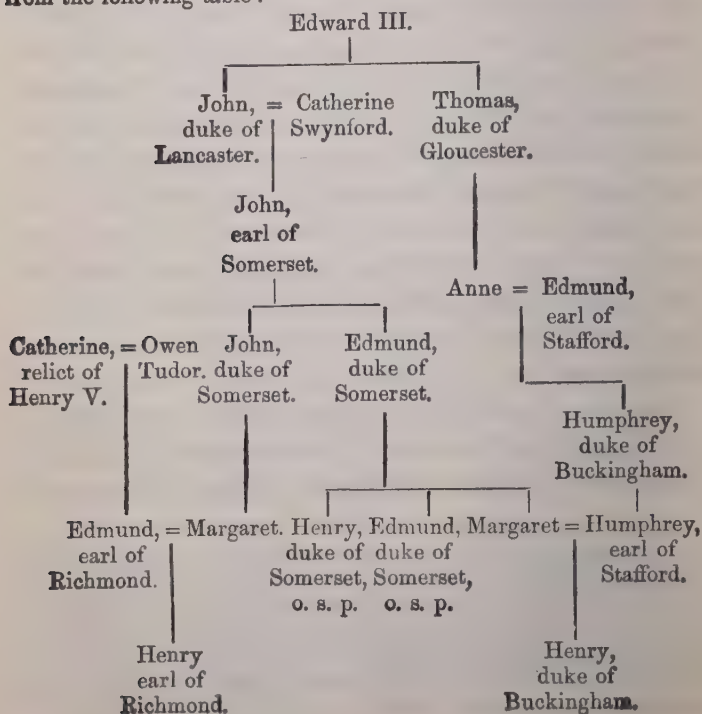 from the following table:
Edward III.
John, = Catherine Thomas,
duke of Swynford. duke of
Lancaster. Gloucester.
John,
earl of
Somerset.
Anne = Edmund,
earl of
Stafford.
Catherine, = Owen John, Edmund,
relict of Tudor. duke of duke of
Henry V. Somerset. Somerset.
Humphrey,
duke of
Buckingham.
Edmund, = Margaret. Henry, Edmund, Margaret = Humphrey,
earl of duke of duke of earl of
Richmond. Somerset, Somerset, Stafford.
o. s. p. o. s. p.
Henry Henry,
earl of duke of
Richmond. Buckingham.